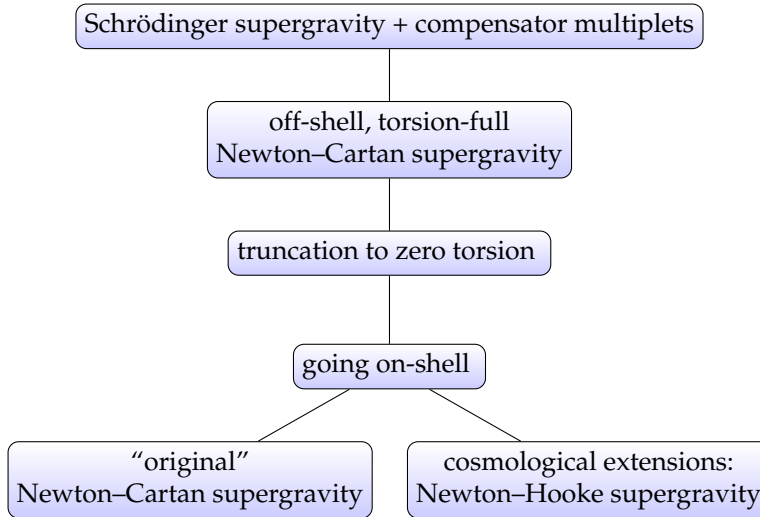 Schrödinger supergravity + compensator multiplets
off-shell, torsion-full
Newton–Cartan supergravity
truncation to zero torsion
going on-shell
“original”
Newton–Cartan supergravity
cosmological extensions:
Newton–Hooke supergravity